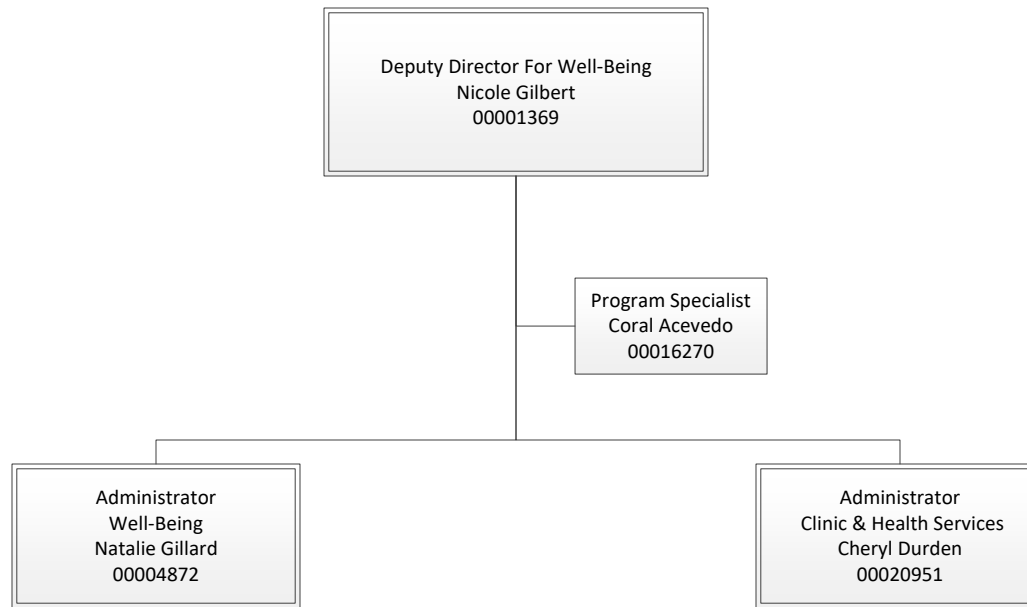 Deputy Director For Well-Being
Nicole Gilbert
00001369
Program Specialist
Coral Acevedo
00016270
Administrator
Well-Being
Natalie Gillard
00004872
Administrator
Clinic & Health Services
Cheryl Durden
00020951